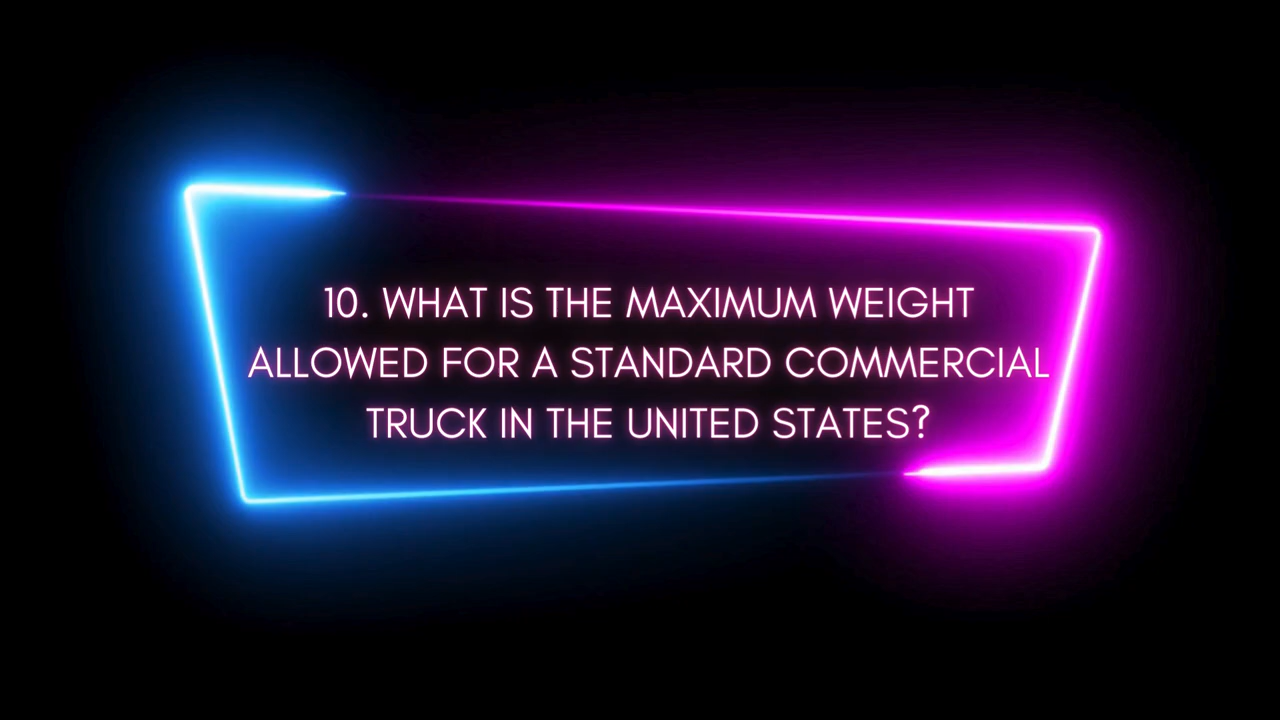 10. WHAT IS THE MAXIMUM WEIGHT
ALLOWED FOR A STANDARD COMMERCIAL
TRUCK IN THE UNITED STATES?